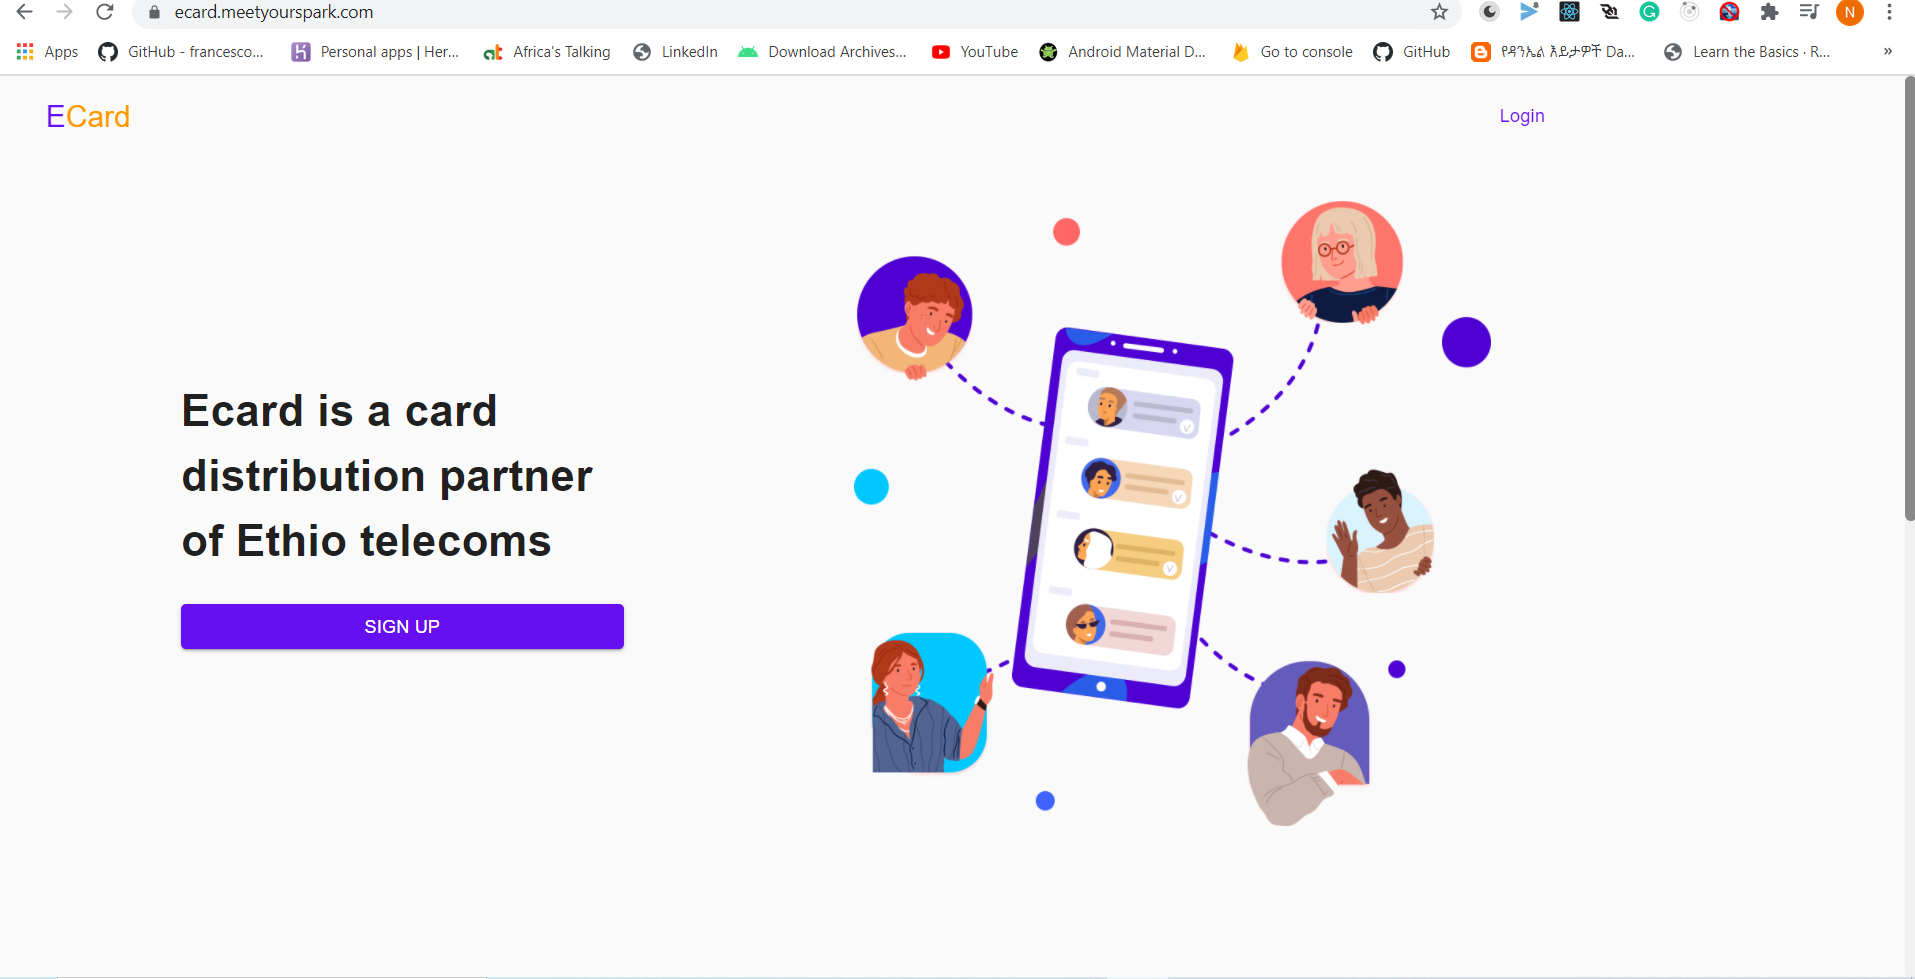 ecard.meetyourspark.com
N
Apps GitHub - francesco... Personal apps | Her... Africa's Talking LinkedIn Download Archives... YouTube Android Material D... Go to console GitHub የዳንኤል እይታዎች Da... Learn the Basics · R... »
ECard
Login
Ecard is a card
distribution partner
of Ethio telecoms
SIGN UP